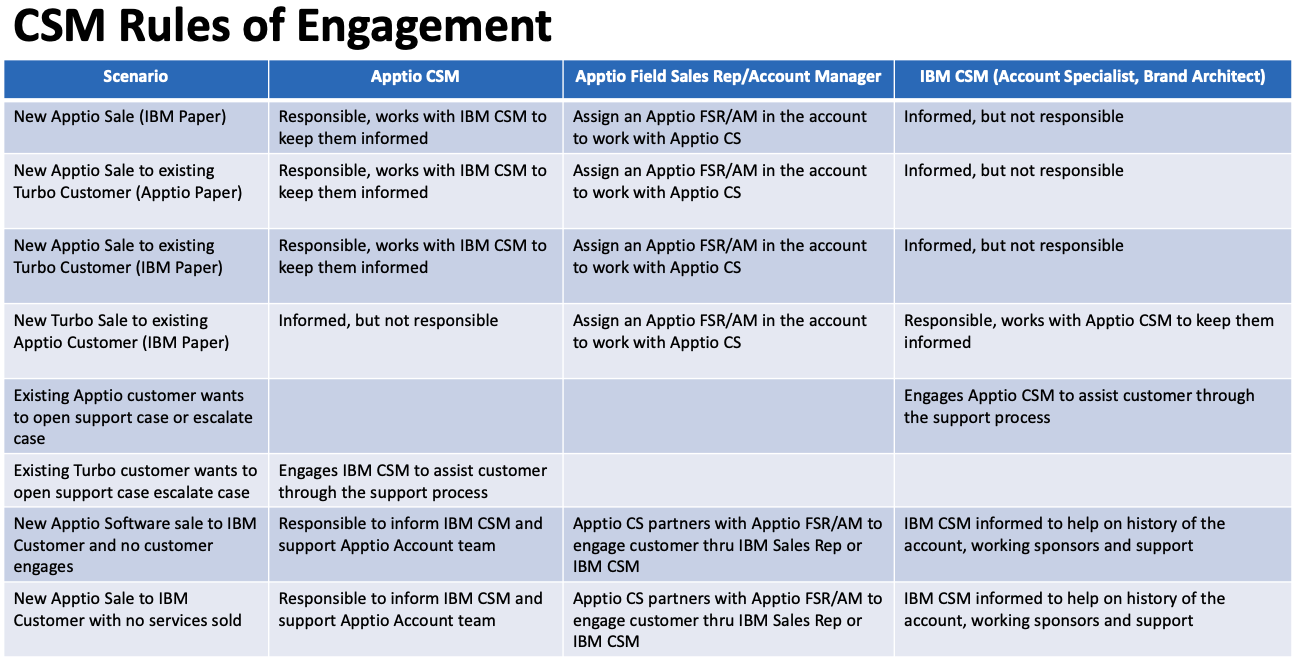 CSM Rules of Engagement
Scenario
Apptio CSM
Apptio Field Sales Rep/Account Manager
IBM CSM (Account Specialist, Brand Architect)
New Apptio Sale (IBM Paper)
Responsible, works with IBM CSM to
keep them informed
Assign an Apptio FSR/AM in the account
to work with Apptio CS
Informed, but not responsible
New Apptio Sale to existing
Turbo Customer (Apptio Paper)
Responsible, works with IBM CSM to
keep them informed
Assign an Apptio FSR/AM in the account
to work with Apptio CS
Informed, but not responsible
New Apptio Sale to existing
Turbo Customer (IBM Paper)
Responsible, works with IBM CSM to
keep them informed
Assign an Apptio FSR/AM in the account
to work with Apptio CS
Informed, but not responsible
New Turbo Sale to existing
Apptio Customer (IBM Paper)
Informed, but not responsible
Assign an Apptio FSR/AM in the account
to work with Apptio CS
Responsible, works with Apptio CSM to keep them
informed
Existing Apptio customer wants
to open support case or escalate
case
Engages Apptio CSM to assist customer through
the support process
Existing Turbo customer wants to
open support case escalate case
Engages IBM CSM to assist customer
through the support process
New Apptio Software sale to IBM
Customer and no customer
engages
Responsible to inform IBM CSM and
support Apptio Account team
Apptio CS partners with Apptio FSR/AM to
engage customer thru IBM Sales Rep or
IBM CSM
IBM CSM informed to help on history of the
account, working sponsors and support
New Apptio Sale to IBM
Customer with no services sold
Responsible to inform IBM CSM and
support Apptio Account team
Apptio CS partners with Apptio FSR/AM to
engage customer thru IBM Sales Rep or
IBM CSM
IBM CSM informed to help on history of the
account, working sponsors and support